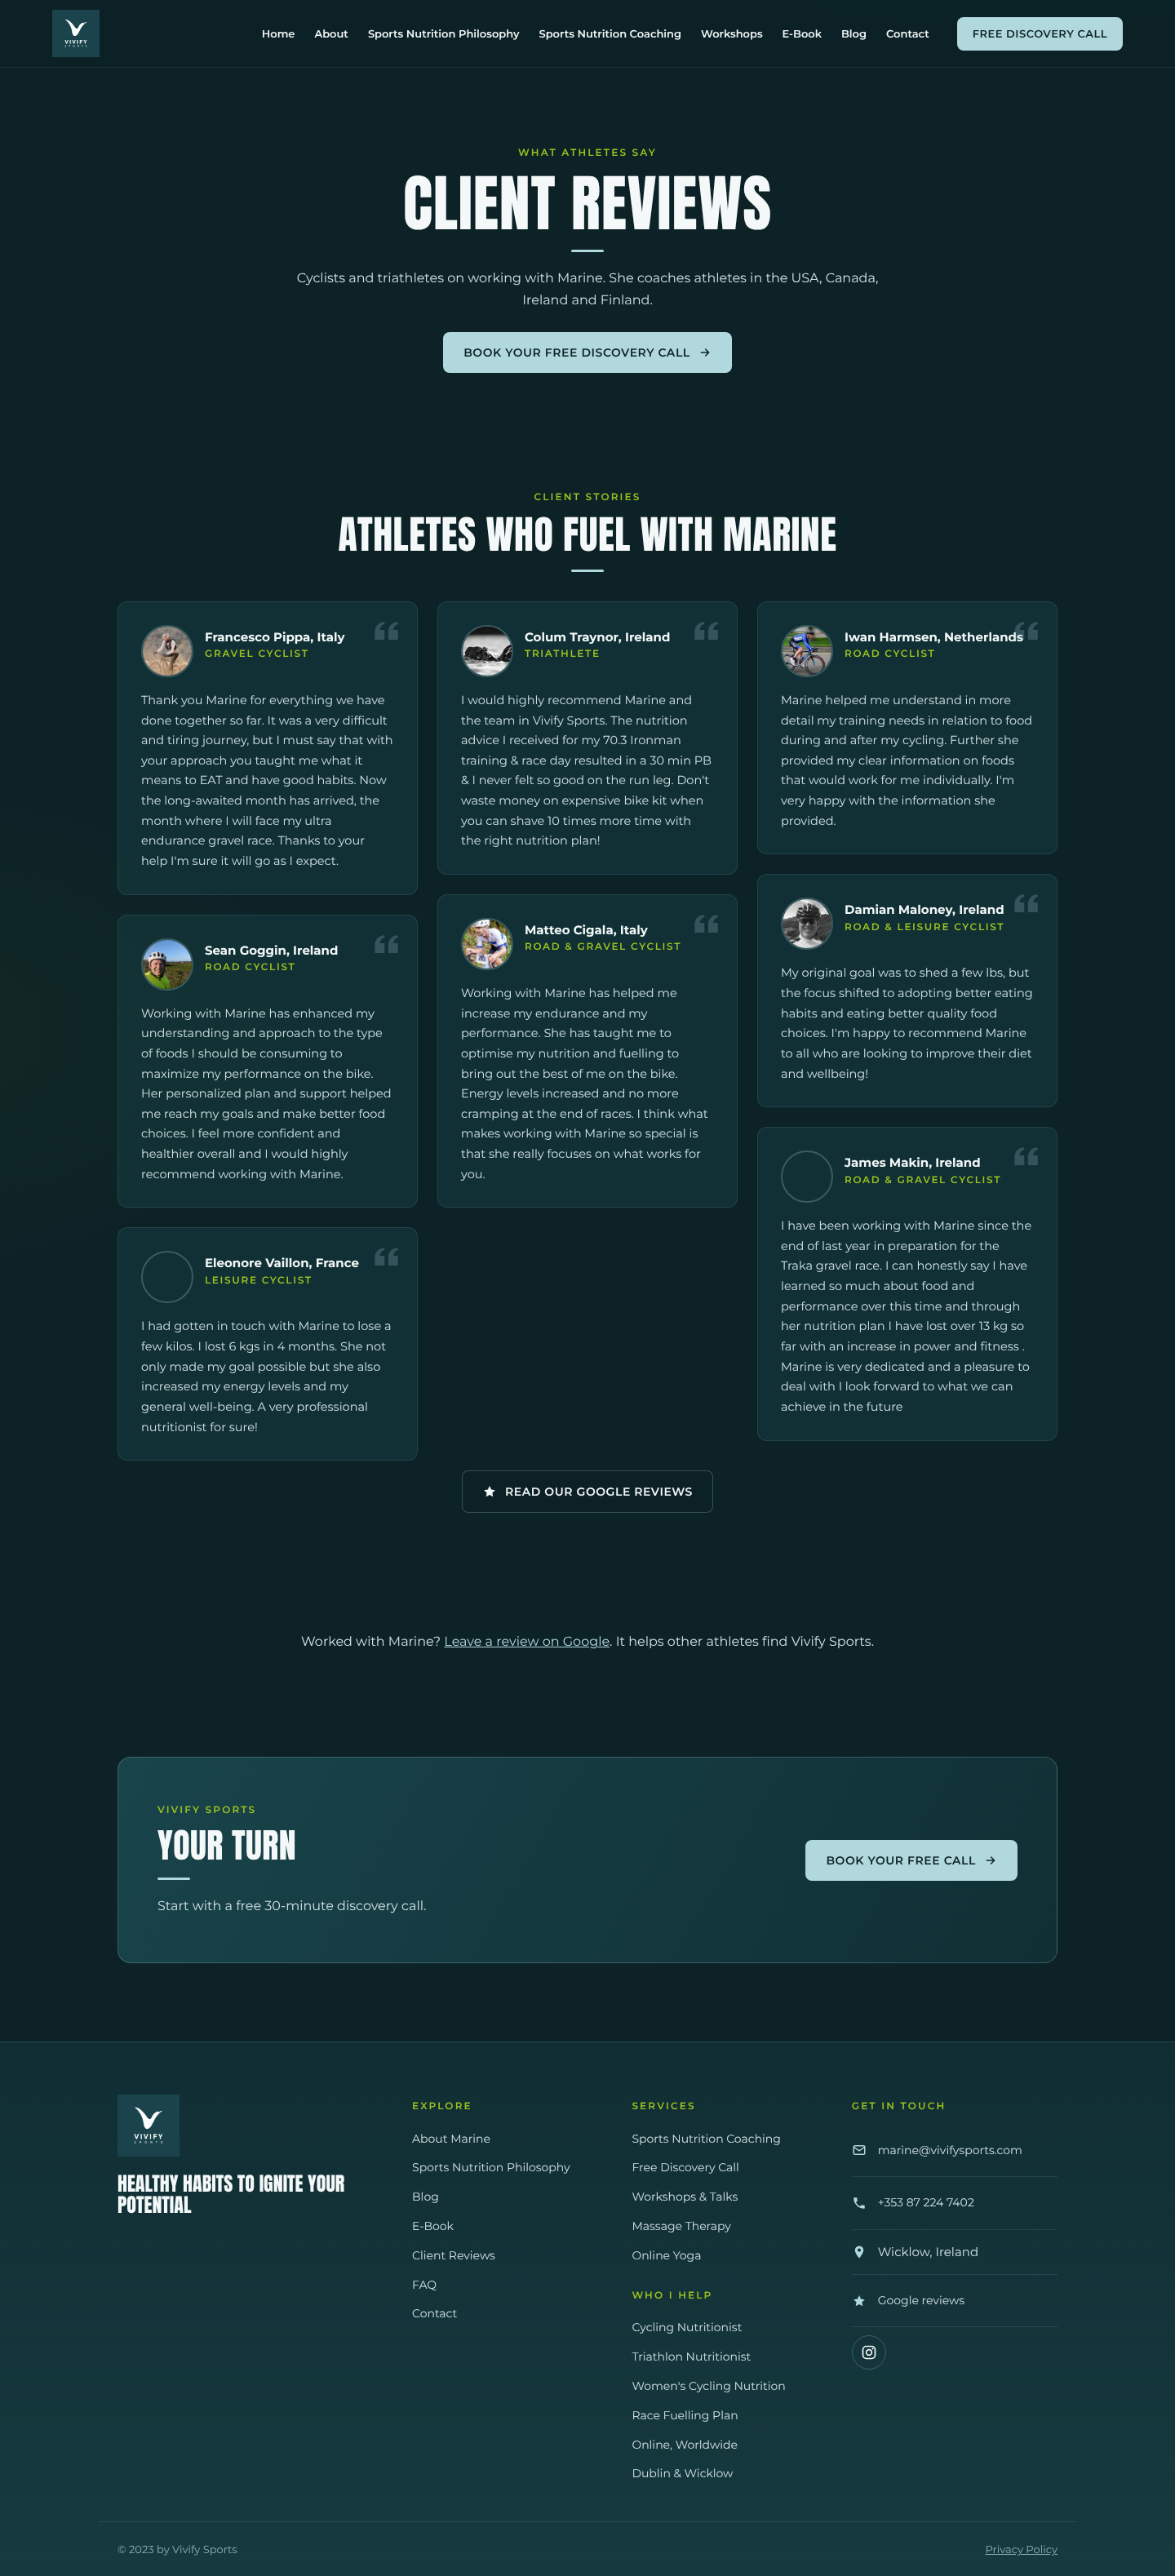 VIVIFY
SPORTS
Home
About
Sports Nutrition Philosophy
Sports Nutrition Coaching
Workshops
E-Book
Blog
Contact
FREE DISCOVERY CALL
WHAT ATHLETES SAY
CLIENT REVIEWS
Cyclists and triathletes on working with Marine. She coaches athletes in the USA, Canada,
Ireland and Finland.
BOOK YOUR FREE DISCOVERY CALL →
CLIENT STORIES
ATHLETES WHO FUEL WITH MARINE
Francesco Pippa, Italy
GRAVEL CYCLIST
Thank you Marine for everything we have
done together so far. It was a very difficult
and tiring journey, but I must say that with
your approach you taught me what it
means to EAT and have good habits. Now
the long-awaited month has arrived, the
month where I will face my ultra
endurance gravel race. Thanks to your
help I'm sure it will go as I expect.
Sean Goggin, Ireland
ROAD CYCLIST
Working with Marine has enhanced my
understanding and approach to the type
of foods I should be consuming to
maximize my performance on the bike.
Her personalized plan and support helped
me reach my goals and make better food
choices. I feel more confident and
healthier overall and I would highly
recommend working with Marine.
Eleonore Vaillon, France
LEISURE CYCLIST
I had gotten in touch with Marine to lose a
few kilos. I lost 6 kgs in 4 months. She not
only made my goal possible but she also
increased my energy levels and my
general well-being. A very professional
nutritionist for sure!
Colum Traynor, Ireland
TRIATHLETE
I would highly recommend Marine and
the team in Vivify Sports. The nutrition
advice I received for my 70.3 Ironman
training & race day resulted in a 30 min PB
& I never felt so good on the run leg. Don't
waste money on expensive bike kit when
you can shave 10 times more time with
the right nutrition plan!
Matteo Cigala, Italy
ROAD & GRAVEL CYCLIST
Working with Marine has helped me
increase my endurance and my
performance. She has taught me to
optimise my nutrition and fuelling to
bring out the best of me on the bike.
Energy levels increased and no more
cramping at the end of races. I think what
makes working with Marine so special is
that she really focuses on what works for
you.
Iwan Harmsen, Netherlands
ROAD CYCLIST
Marine helped me understand in more
detail my training needs in relation to food
during and after my cycling. Further she
provided my clear information on foods
that would work for me individually. I'm
very happy with the information she
provided.
Damian Maloney, Ireland
ROAD & LEISURE CYCLIST
My original goal was to shed a few lbs, but
the focus shifted to adopting better eating
habits and eating better quality food
choices. I'm happy to recommend Marine
to all who are looking to improve their diet
and wellbeing!
James Makin, Ireland
ROAD & GRAVEL CYCLIST
I have been working with Marine since the
end of last year in preparation for the
Traka gravel race. I can honestly say I have
learned so much about food and
performance over this time and through
her nutrition plan I have lost over 13 kg so
far with an increase in power and fitness .
Marine is very dedicated and a pleasure to
deal with I look forward to what we can
achieve in the future
READ OUR GOOGLE REVIEWS
Worked with Marine? Leave a review on Google. It helps other athletes find Vivify Sports.
VIVIFY SPORTS
YOUR TURN
Start with a free 30-minute discovery call.
BOOK YOUR FREE CALL →
VIVIFY
SPORTS
HEALTHY HABITS TO IGNITE YOUR
POTENTIAL
EXPLORE
About Marine
Sports Nutrition Philosophy
Blog
E-Book
Client Reviews
FAQ
Contact
SERVICES
Sports Nutrition Coaching
Free Discovery Call
Workshops & Talks
Massage Therapy
Online Yoga
WHO I HELP
Cycling Nutritionist
Triathlon Nutritionist
Women's Cycling Nutrition
Race Fuelling Plan
Online, Worldwide
Dublin & Wicklow
GET IN TOUCH
marine@vivifysports.com
+353 87 224 7402
Wicklow, Ireland
Google reviews
© 2023 by Vivify Sports
Privacy Policy